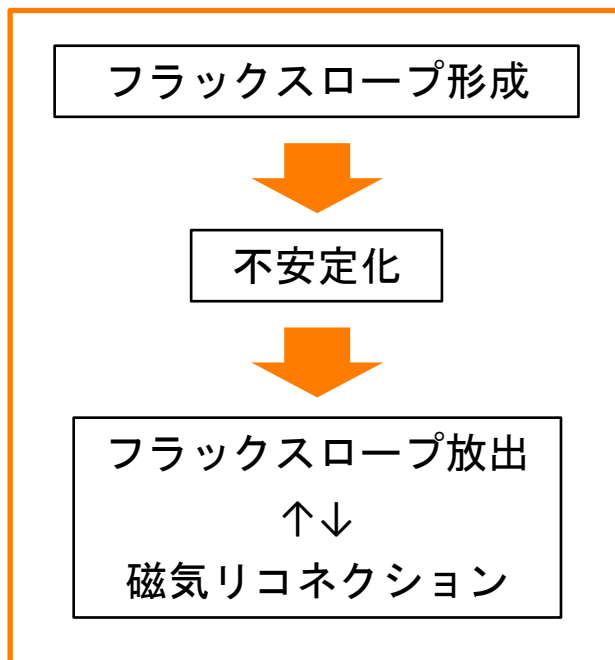 フラックスロープ形成
不安定化
フラックスロープ放出
↑↓
磁気リコネクション